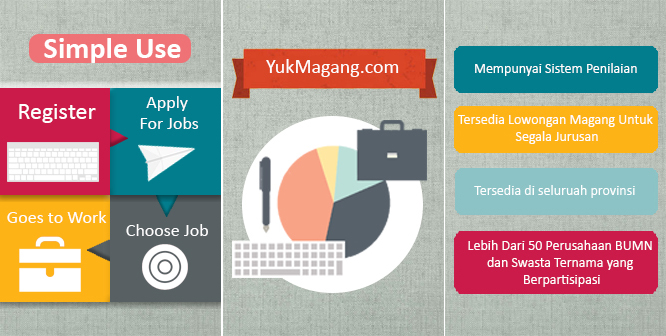 Simple Use
Register
Apply
For Jobs
Goes to Work
Choose Job
YukMagang.com
Mempunyai Sistem Penilaian
Tersedia Lowongan Magang Untuk
Segala Jurusan
Tersedia di seluruah provinsi
Lebih Dari 50 Perusahaan BUMN
dan Swasta Ternama yang
Berpartisipasi